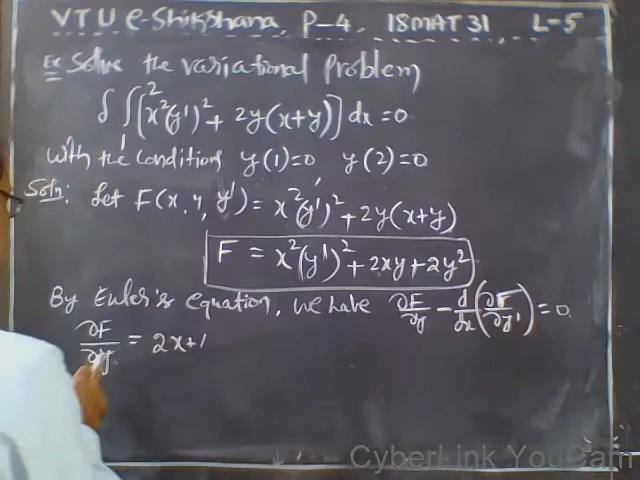 VTU e-Shikshana, P-4, 18MAT31 L-5
Ex Solve the variational Problem
δ∫₁²[x²(y')² + 2y(x+y)]dx=0
with the conditions y(1)=0, y(2)=0
Soln: Let F(x, y, y') = x²(y')² + 2y(x+y)
F = x²(y')² + 2xy + 2y²
By Euler's equation, we have ∂F/∂y - d/dx(∂F/∂y') = 0
∂F/∂y = 2x+
CyberLink YouCam